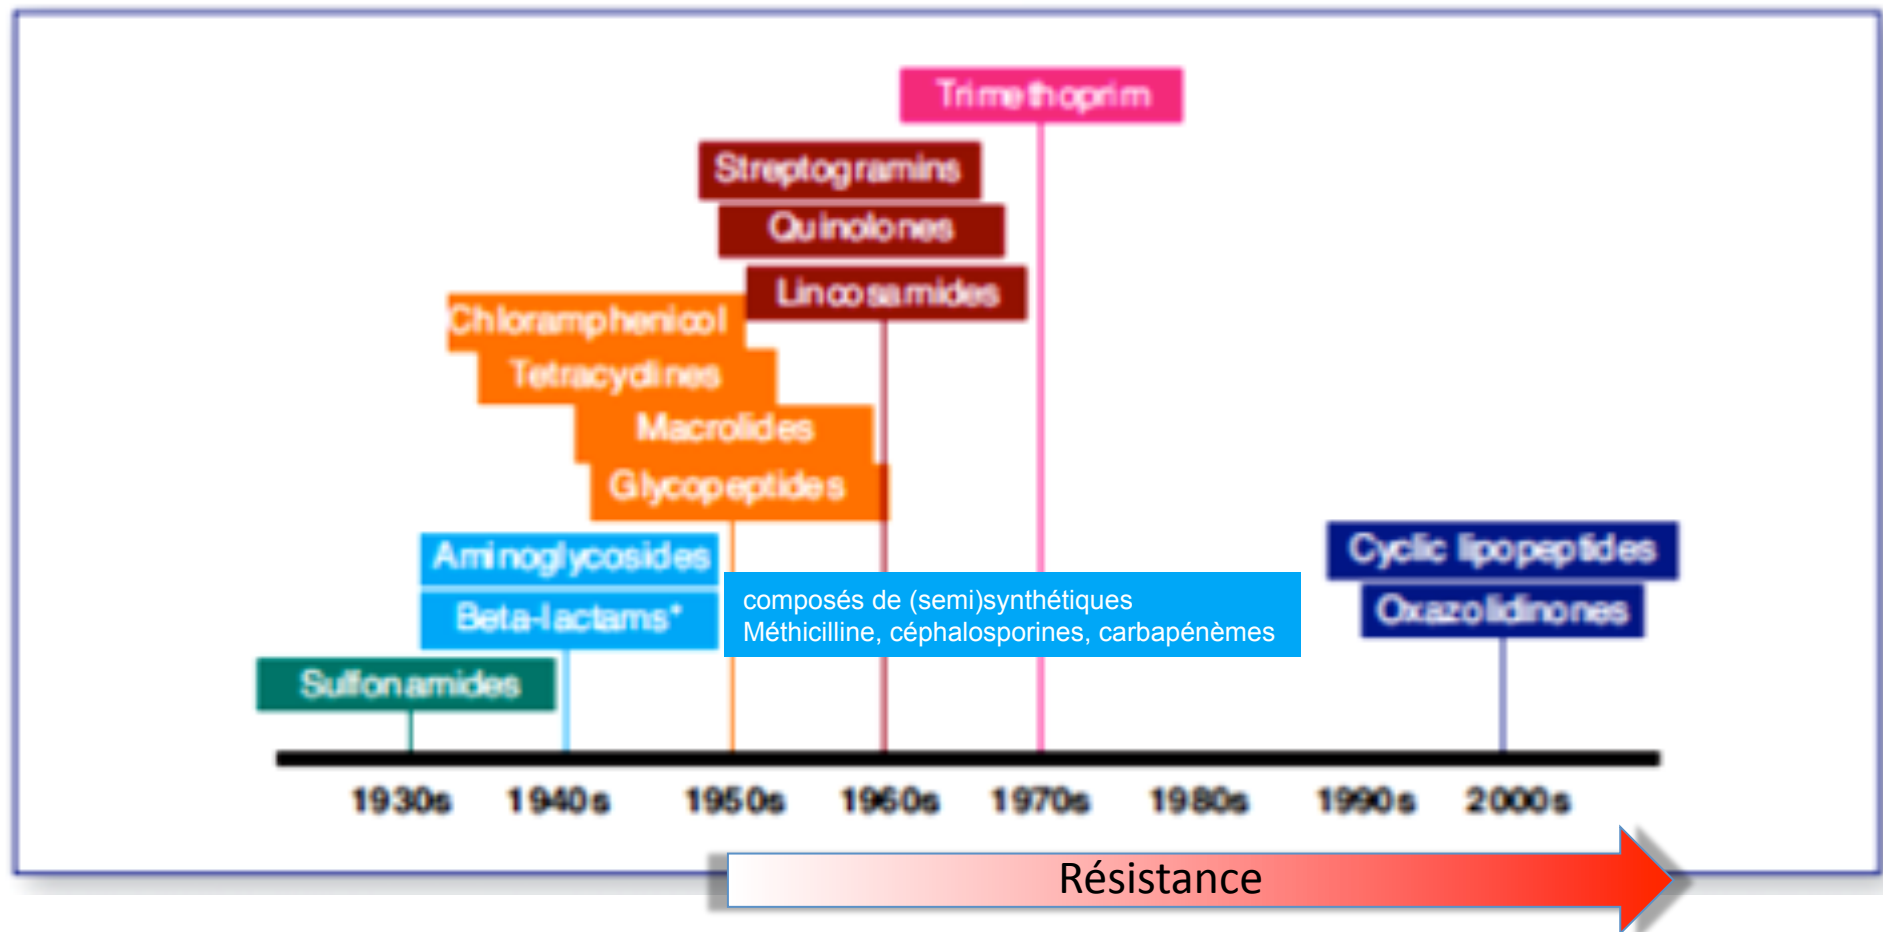 Trimethoprim
Streptogramins
Quinolones
Lincosamides
Chloramphenicol
Tetracyclines
Macrolides
Glycopeptides
Aminoglycosides
Beta-lactams*
composés de (semi)synthétiques
Méthicilline, céphalosporines, carbapénèmes
Cyclic lipopeptides
Oxazolidinones
Sulfonamides
1930s 1940s 1950s 1960s 1970s 1980s 1990s 2000s
Résistance